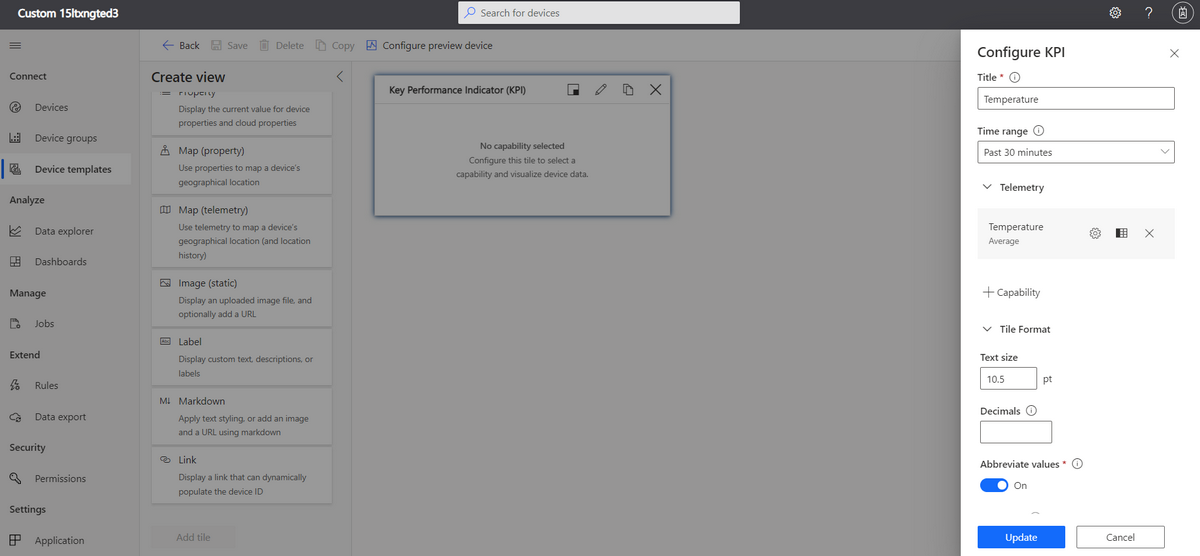 Custom 15ltxngted3
Search for devices
?
Back
Save
Delete
Copy
Configure preview device
Connect
Devices
Device groups
Device templates
Analyze
Data explorer
Dashboards
Manage
Jobs
Extend
Rules
Data export
Security
Permissions
Settings
Application
Create view
Property
Display the current value for device
properties and cloud properties
Map (property)
Use properties to map a device's
geographical location
Map (telemetry)
Use telemetry to map a device's
geographical location (and location
history)
Image (static)
Display an uploaded image file, and
optionally add a URL
Abc Label
Display custom text, descriptions, or
labels
M↓ Markdown
Apply text styling, or add an image
and a URL using markdown
Link
Display a link that can dynamically
populate the device ID
Add tile
Key Performance Indicator (KPI)
No capability selected
Configure this tile to select a
capability and visualize device data.
Configure KPI
Title *
Temperature
Time range
Past 30 minutes
Telemetry
Temperature
Average
+ Capability
Tile Format
Text size
10.5 pt
Decimals
Abbreviate values *
On
Update
Cancel